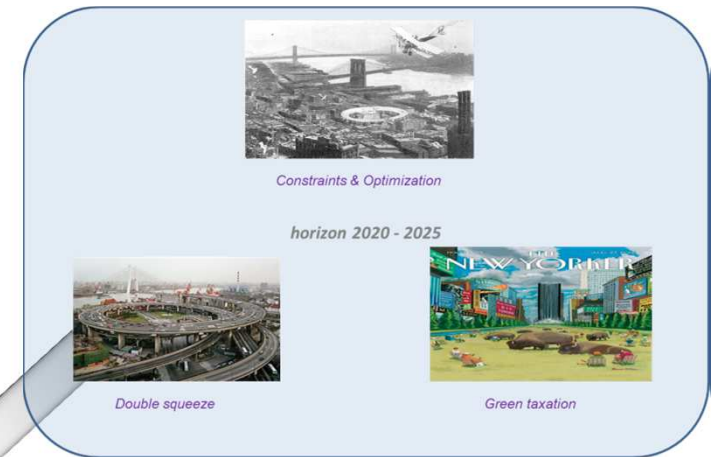 Constraints & Optimization
horizon 2020 - 2025
THE
NEW YORKER
Double squeeze
Green taxation